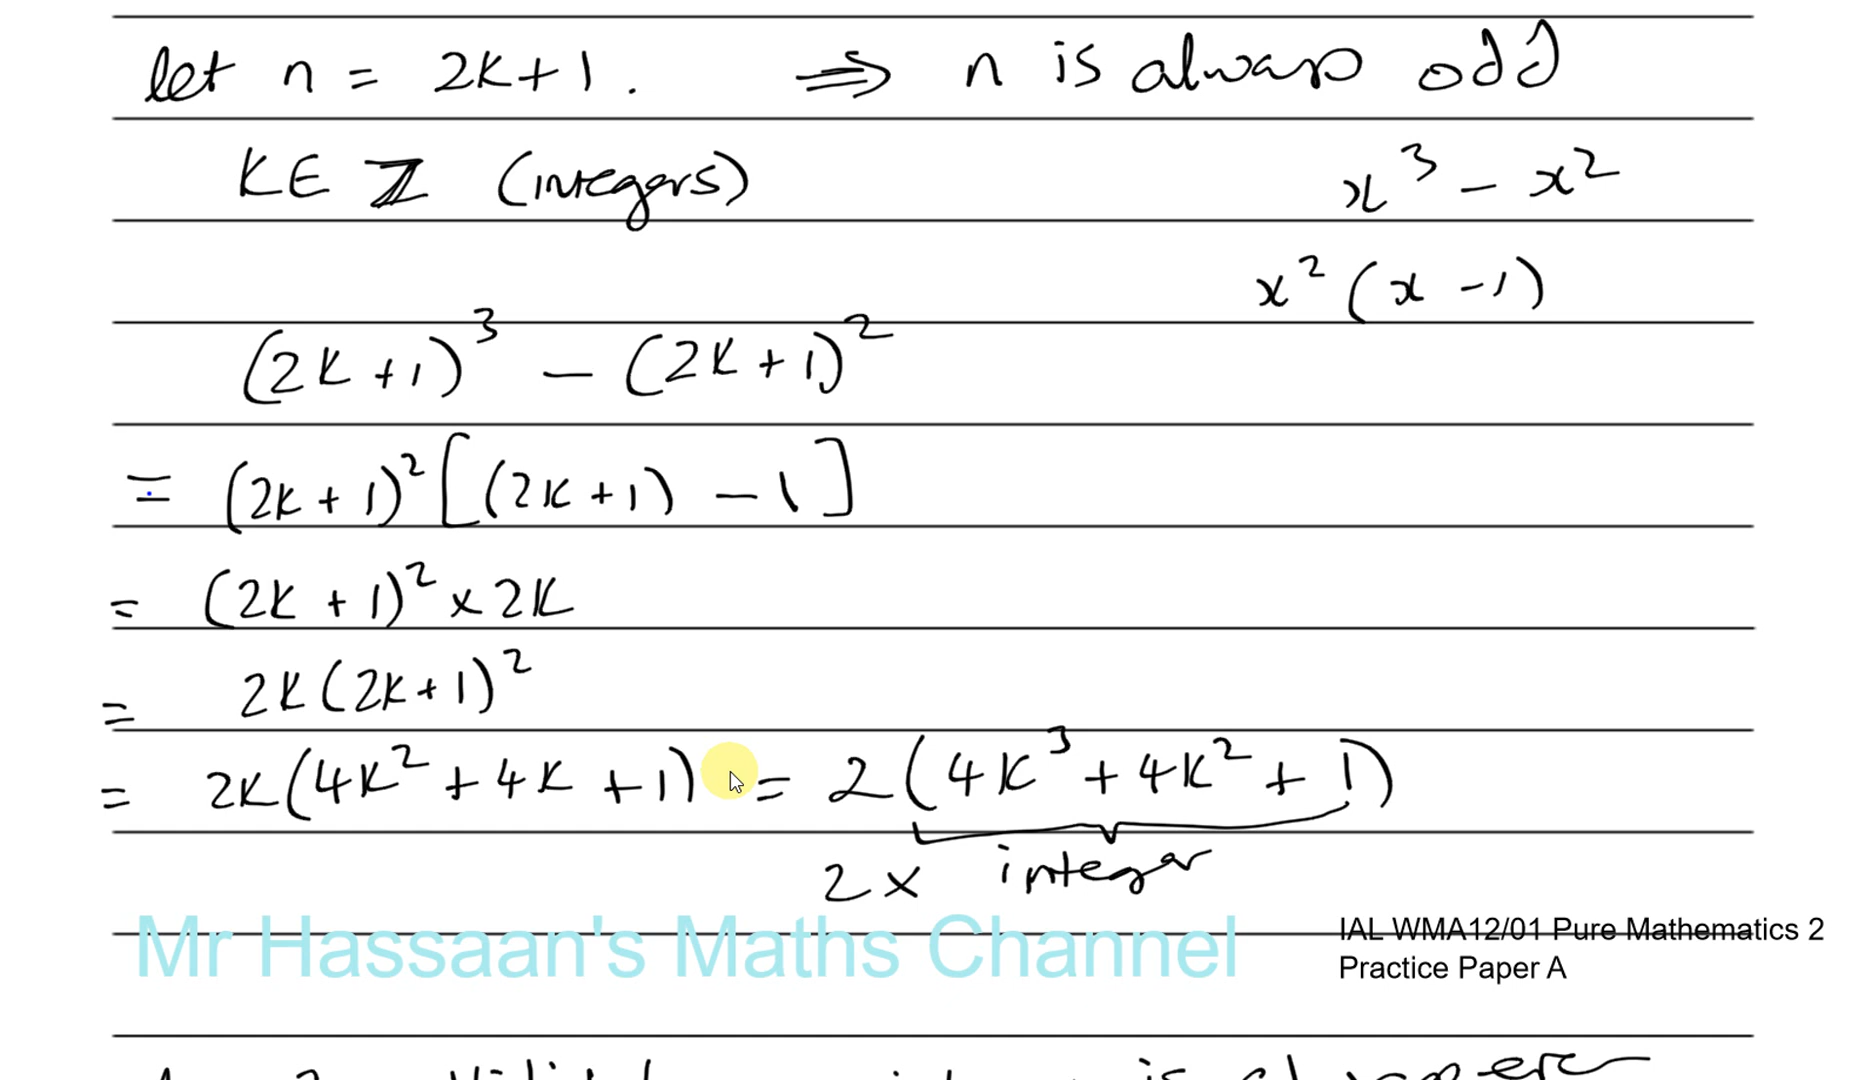 let n = 2k+1. ⇒ n is always odd
k ∈ ℤ (integers)
x³ - x²
x² (x - 1)
(2k+1)³ - (2k+1)²
= (2k+1)² [(2k+1) - 1]
= (2k+1)² × 2k
= 2k(2k+1)²
= 2k(4k² + 4k + 1) = 2(4k³ + 4k² + 1)
2 × integer
Mr Hassaan's Maths Channel
IAL WMA12/01 Pure Mathematics 2
Practice Paper A
is